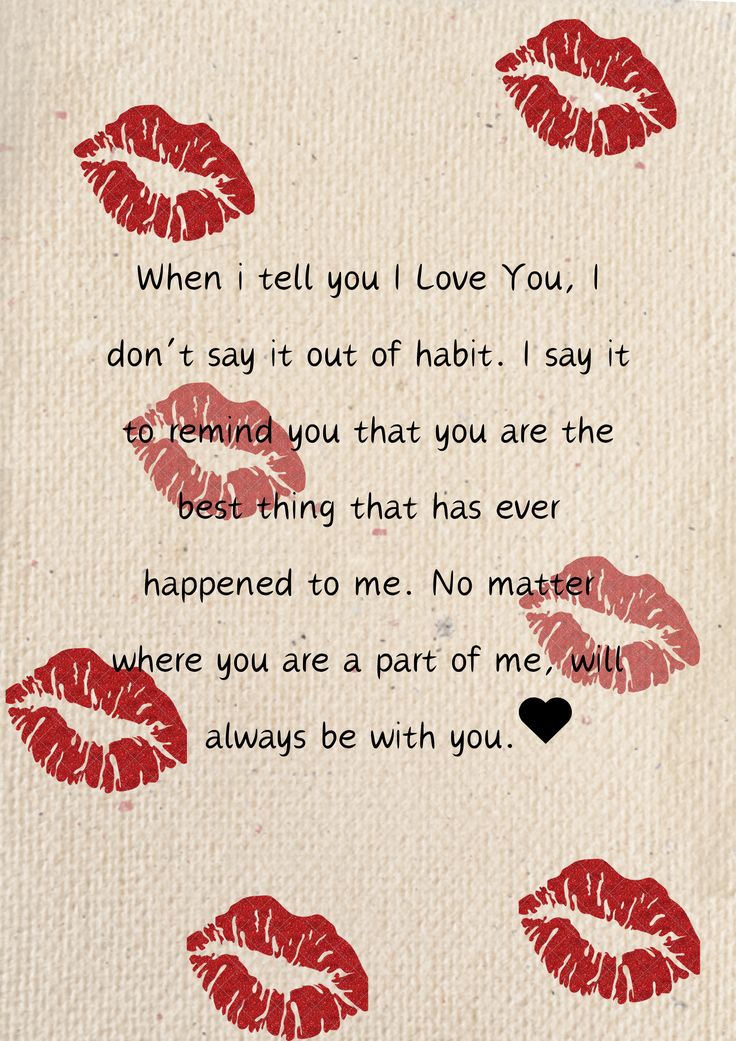 When i tell you I Love You, I
don´t say it out of habit. I say it
to remind you that you are the
best thing that has ever
happened to me. No matter
where you are a part of me, will
always be with you.